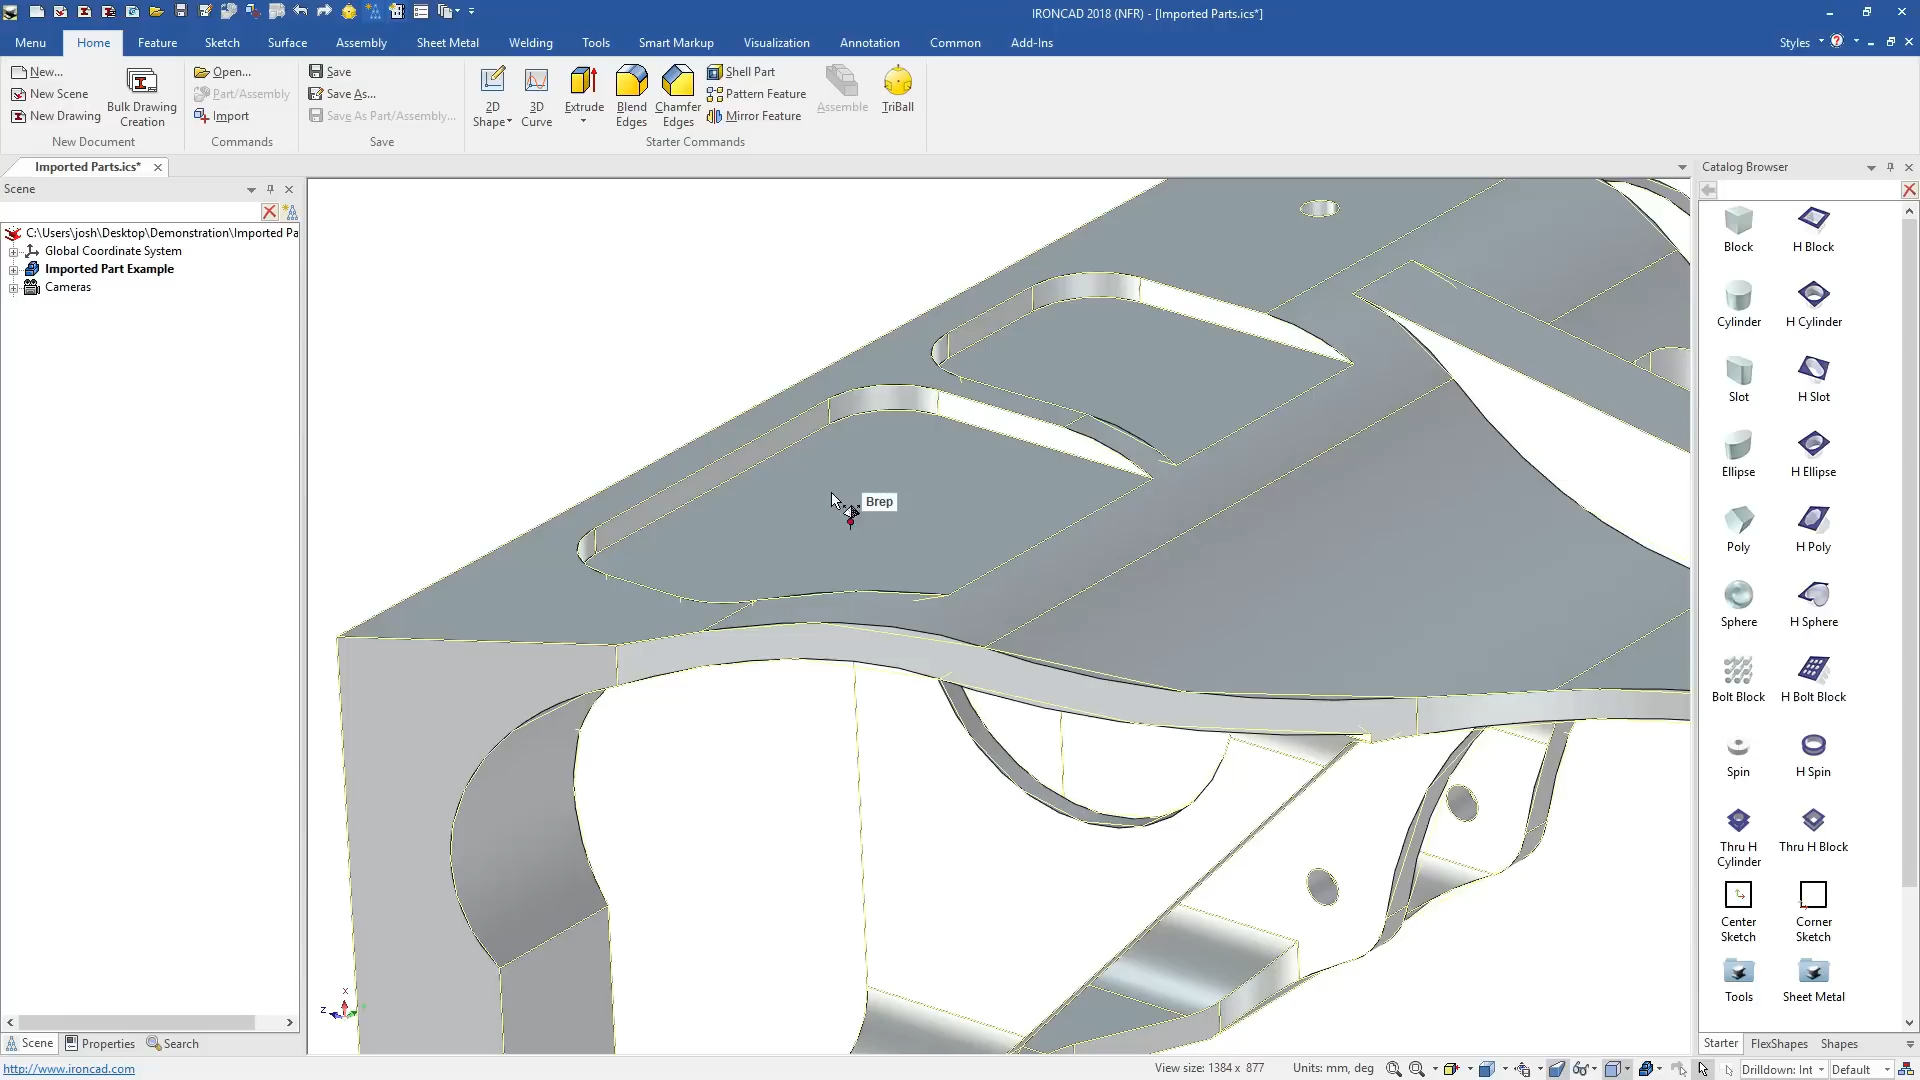 IRONCAD 2018 (NFR) - [Imported Parts.ics*]
Menu
Home
Feature
Sketch
Surface
Assembly
Sheet Metal
Welding
Tools
Smart Markup
Visualization
Annotation
Common
Add-Ins
Styles
New...
New Scene
New Drawing
Bulk Drawing
Creation
New Document
Open...
Part/Assembly
Import
Commands
Save
Save As...
Save As Part/Assembly...
Save
2D
Shape
3D
Curve
Extrude
Blend
Edges
Chamfer
Edges
Shell Part
Pattern Feature
Mirror Feature
Assemble
TriBall
Starter Commands
Imported Parts.ics*
Scene
C:\Users\josh\Desktop\Demonstration\Imported Pa
Global Coordinate System
Imported Part Example
Cameras
Brep
X
Z
Catalog Browser
Block
H Block
Cylinder
H Cylinder
Slot
H Slot
Ellipse
H Ellipse
Poly
H Poly
Sphere
H Sphere
Bolt Block
H Bolt Block
Spin
H Spin
Thru H
Cylinder
Thru H Block
Center
Sketch
Corner
Sketch
Tools
Sheet Metal
Starter
FlexShapes
Shapes
Scene
Properties
Search
http://www.ironcad.com
View size: 1384 x 877
Units: mm, deg
Drilldown: Int
Default